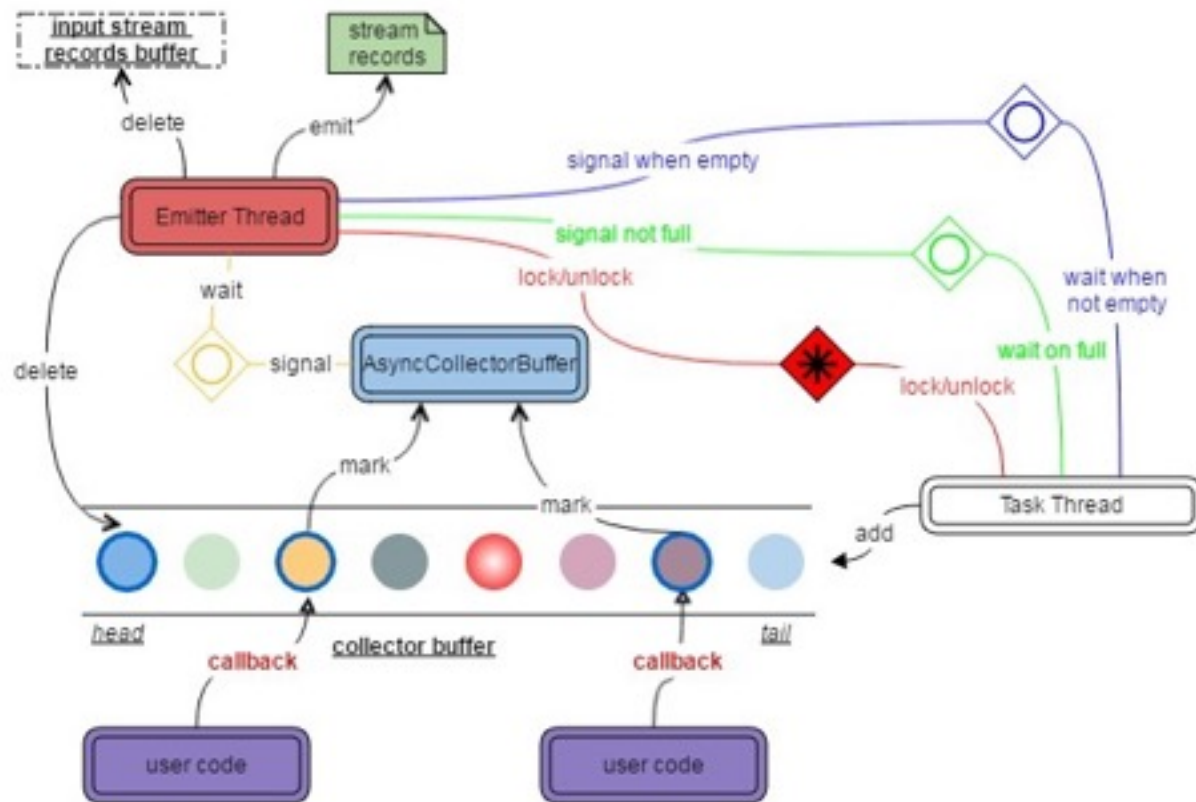 input stream
records buffer
stream
records
delete
emit
signal when empty
Emitter Thread
signal not full
lock/unlock
wait
wait when
not empty
delete
signal
AsyncCollectorBuffer
wait on full
lock/unlock
mark
mark
Task Thread
add
head
collector buffer
tail
callback
callback
user code
user code